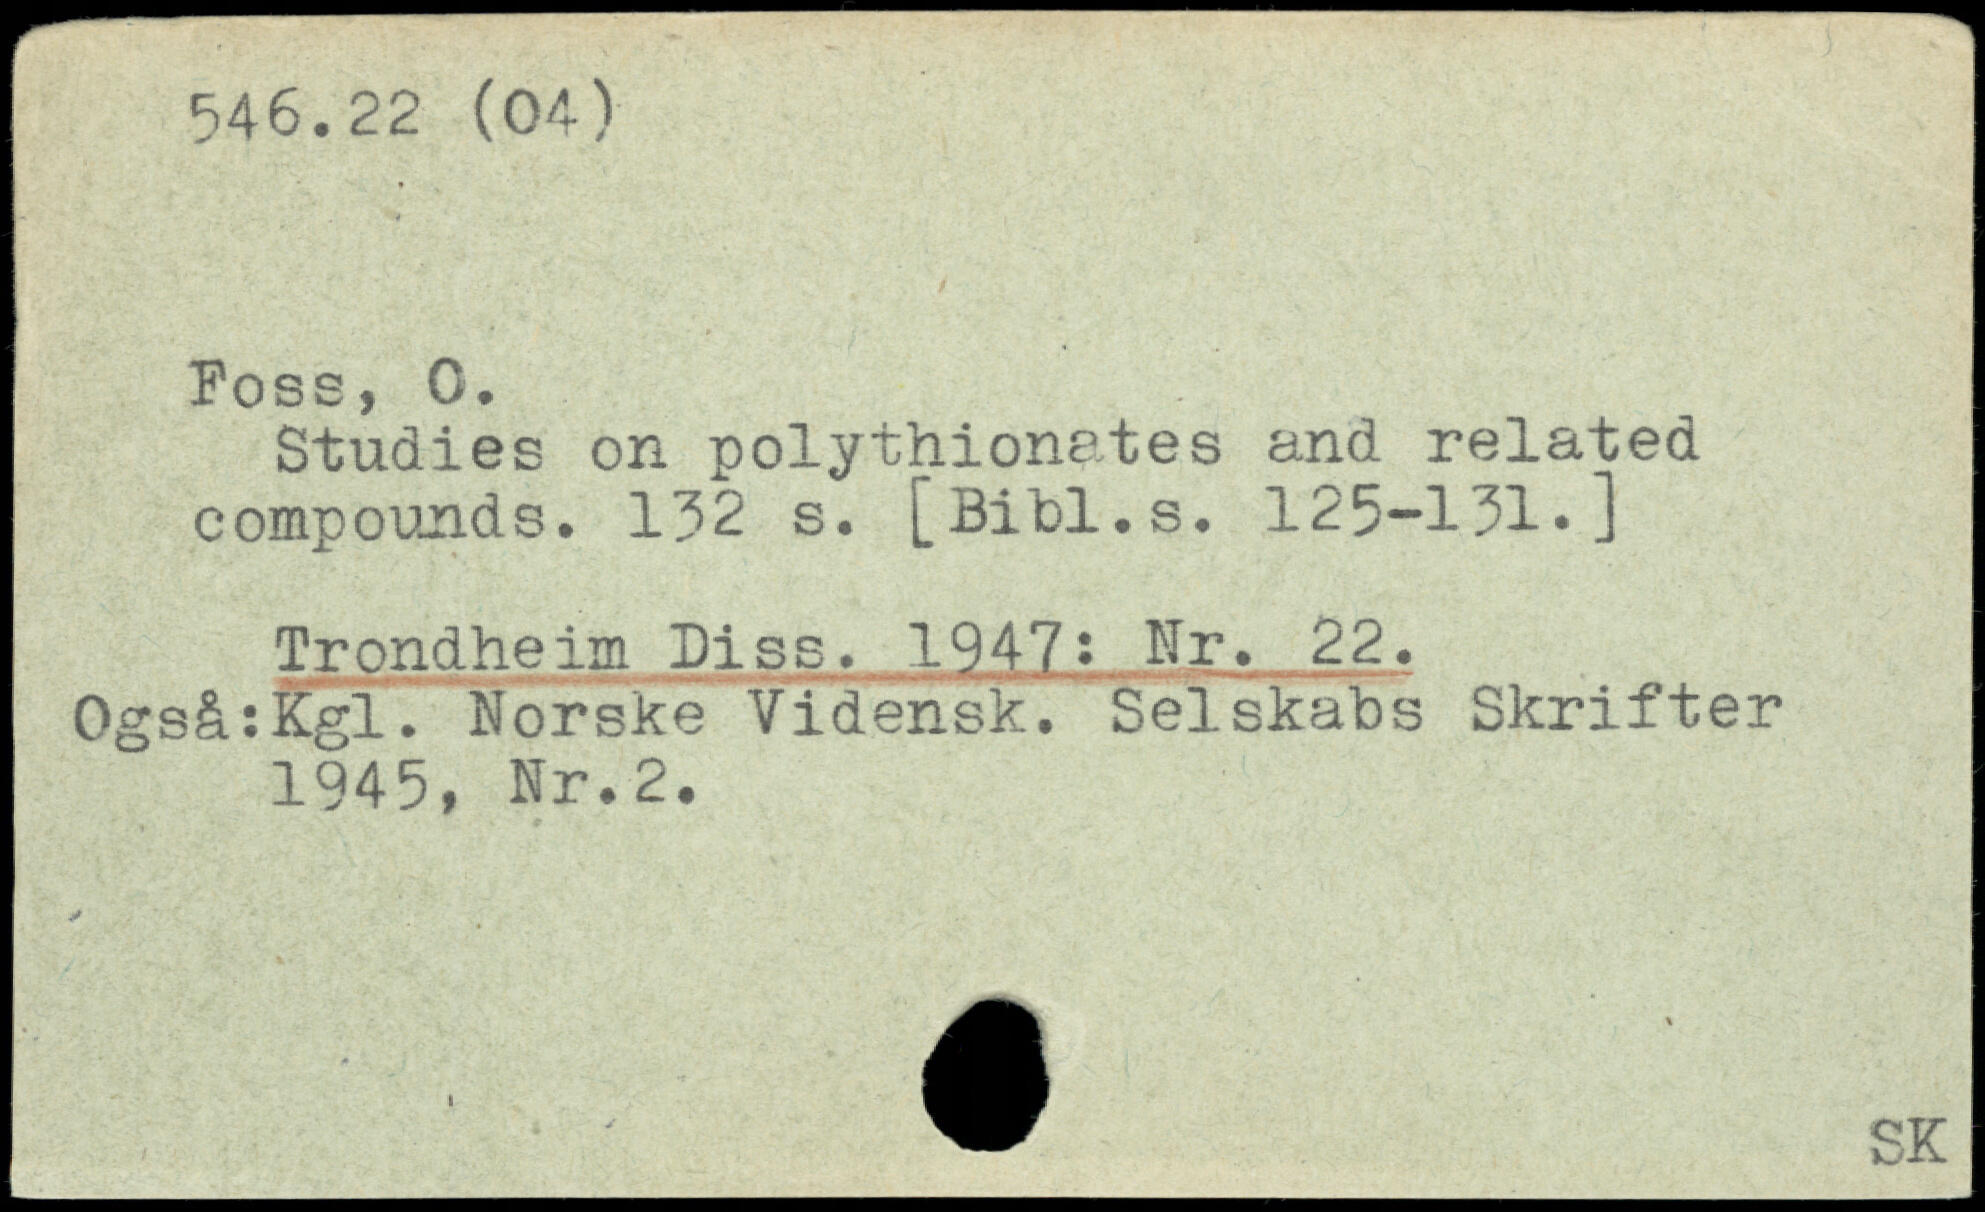 546.22 (04)
Foss, O.
Studies on polythionates and related
compounds. 132 s. [Bibl.s. 125-131.]
Trondheim Diss. 1947: Nr. 22.
Også:Kgl. Norske Vidensk. Selskabs Skrifter
1945, Nr.2.
SK